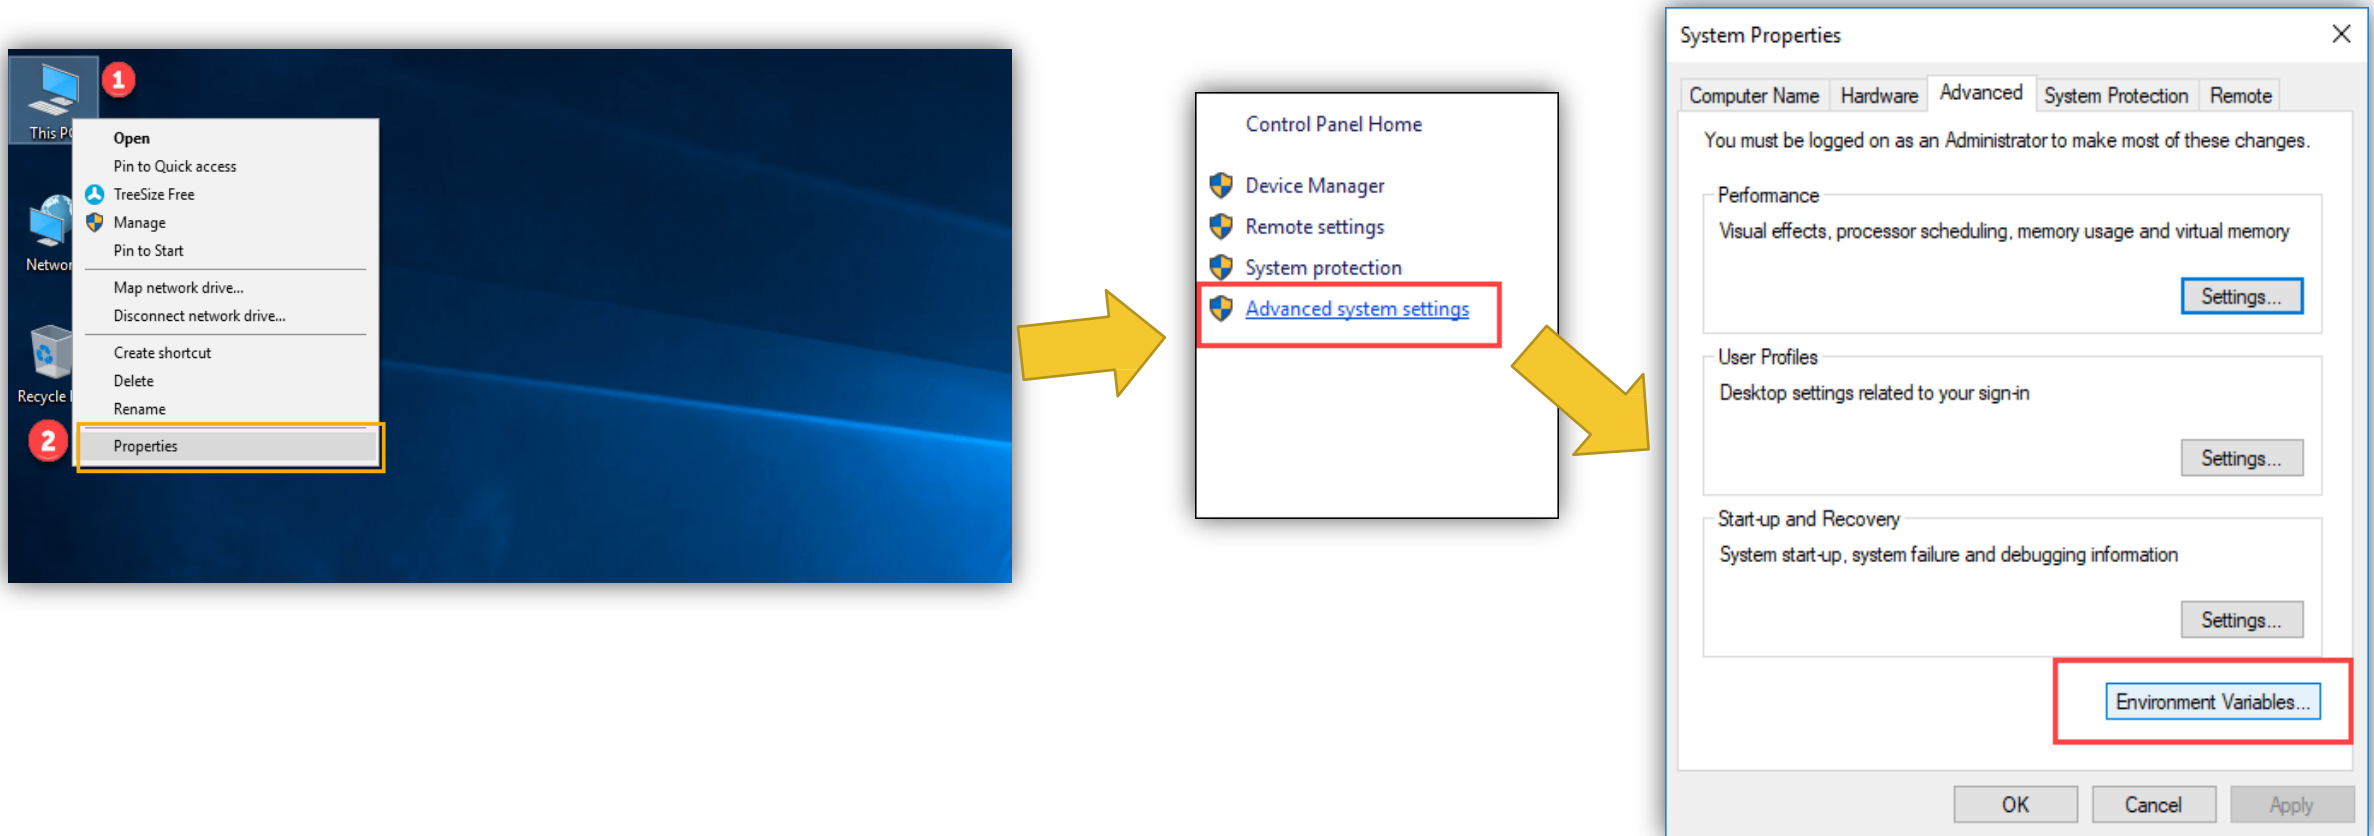 1
This P
Open
Pin to Quick access
TreeSize Free
Manage
Pin to Start
Map network drive...
Disconnect network drive...
Create shortcut
Delete
Rename
Properties
Networ
Recycle
2
Control Panel Home
Device Manager
Remote settings
System protection
Advanced system settings
System Properties
Computer Name Hardware Advanced System Protection Remote
You must be logged on as an Administrator to make most of these changes.
Performance
Visual effects, processor scheduling, memory usage and virtual memory
Settings...
User Profiles
Desktop settings related to your sign-in
Settings...
Start-up and Recovery
System start-up, system failure and debugging information
Settings...
Environment Variables...
OK Cancel Apply